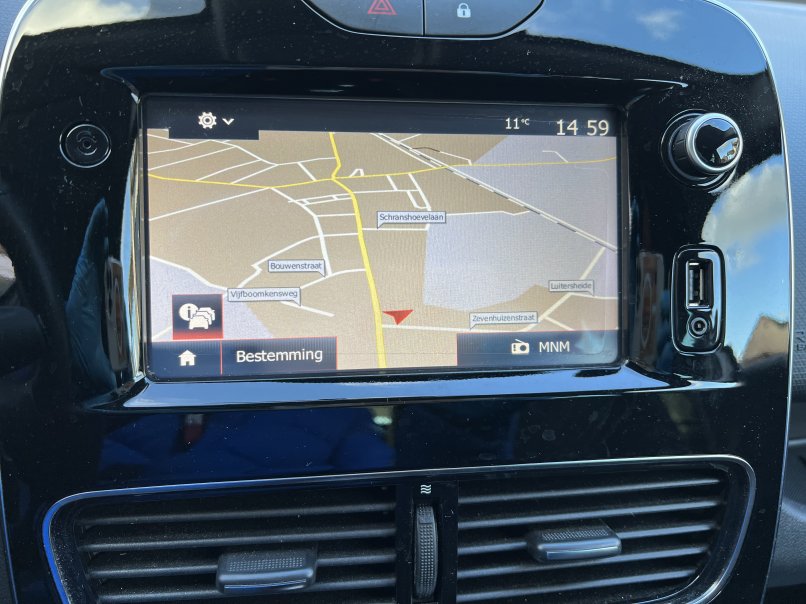 11°C
14 59
Schranshoevelaan
Bouwenstraat
Vijfboomkensweg
Luitersheide
Zevenhuizenstraat
Bestemming
MNM